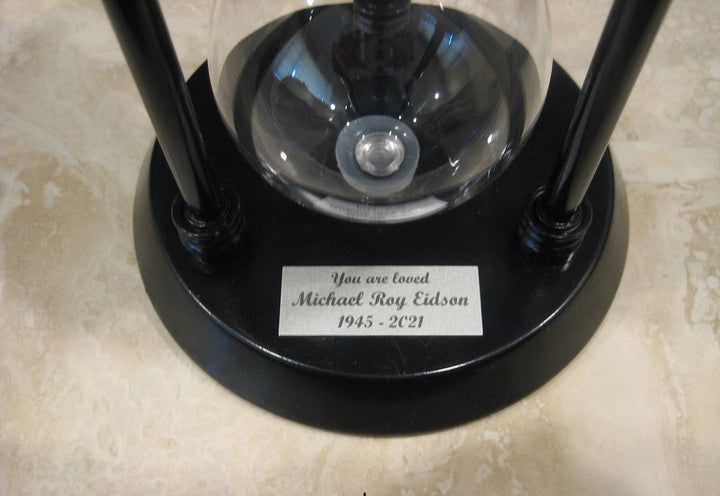 You are loved
Michael Roy Eidson
1945 - 2021